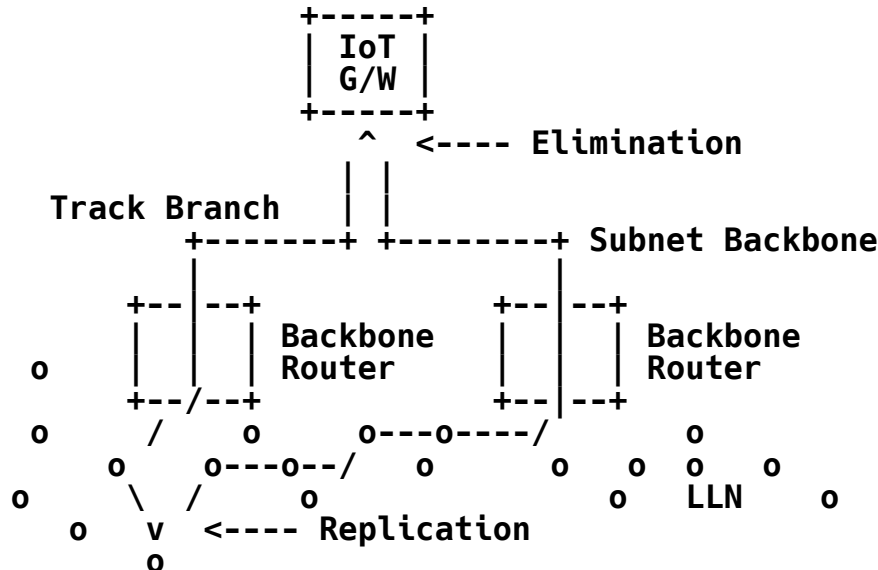 +-----+
| IoT |
| G/W |
+-----+
^ <---- Elimination
| |
Track Branch | |
+-------+ +--------+ Subnet Backbone
| |
+--|--+ +--|--+
| | | Backbone | | | Backbone
o | | | Router | | | Router
+--/--+ +--|--+
o / o o---o----/ o
o o---o--/ o o o o o
o \ / o o LLN o
o v <---- Replication
o